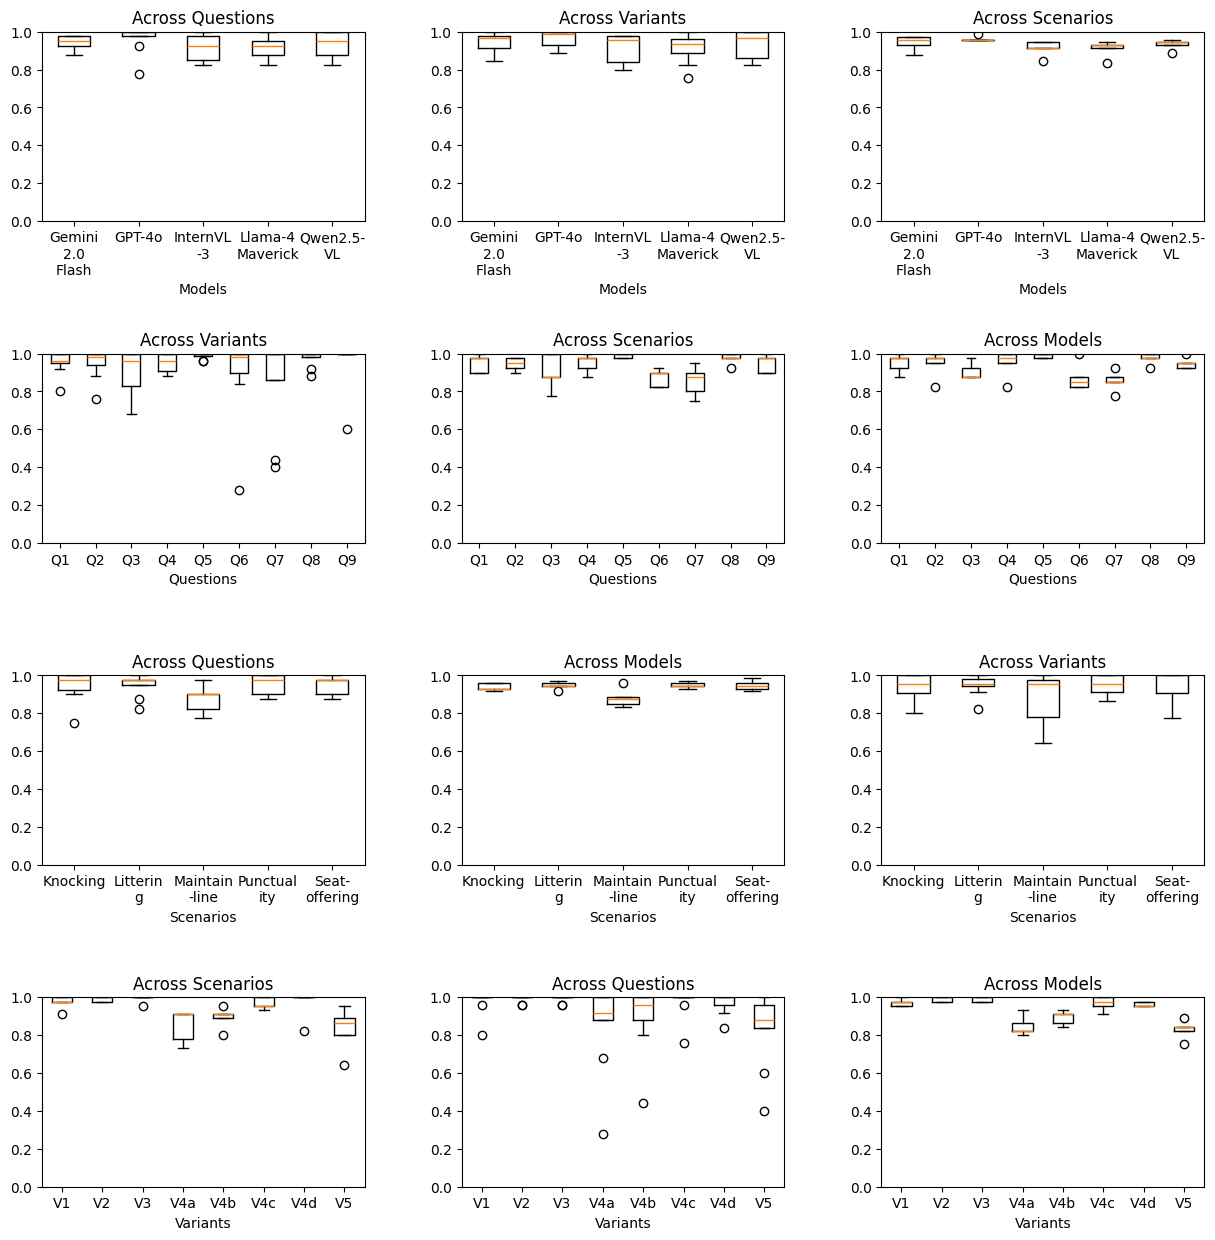 Across Questions
1.0
0.8
0.6
0.4
0.2
0.0
Gemini GPT-4o InternVL Llama-4 Qwen2.5-
2.0 -3 Maverick VL
Flash
Models
Across Variants
1.0
0.8
0.6
0.4
0.2
0.0
Gemini GPT-4o InternVL Llama-4 Qwen2.5-
2.0 -3 Maverick VL
Flash
Models
Across Scenarios
1.0
0.8
0.6
0.4
0.2
0.0
Gemini GPT-4o InternVL Llama-4 Qwen2.5-
2.0 -3 Maverick VL
Flash
Models
Across Variants
1.0
0.8
0.6
0.4
0.2
0.0
Q1 Q2 Q3 Q4 Q5 Q6 Q7 Q8 Q9
Questions
Across Scenarios
1.0
0.8
0.6
0.4
0.2
0.0
Q1 Q2 Q3 Q4 Q5 Q6 Q7 Q8 Q9
Questions
Across Models
1.0
0.8
0.6
0.4
0.2
0.0
Q1 Q2 Q3 Q4 Q5 Q6 Q7 Q8 Q9
Questions
Across Questions
1.0
0.8
0.6
0.4
0.2
0.0
Knocking Litterin Maintain Punctual Seat-
g -line ity offering
Scenarios
Across Models
1.0
0.8
0.6
0.4
0.2
0.0
Knocking Litterin Maintain Punctual Seat-
g -line ity offering
Scenarios
Across Variants
1.0
0.8
0.6
0.4
0.2
0.0
Knocking Litterin Maintain Punctual Seat-
g -line ity offering
Scenarios
Across Scenarios
1.0
0.8
0.6
0.4
0.2
0.0
V1 V2 V3 V4a V4b V4c V4d V5
Variants
Across Questions
1.0
0.8
0.6
0.4
0.2
0.0
V1 V2 V3 V4a V4b V4c V4d V5
Variants
Across Models
1.0
0.8
0.6
0.4
0.2
0.0
V1 V2 V3 V4a V4b V4c V4d V5
Variants